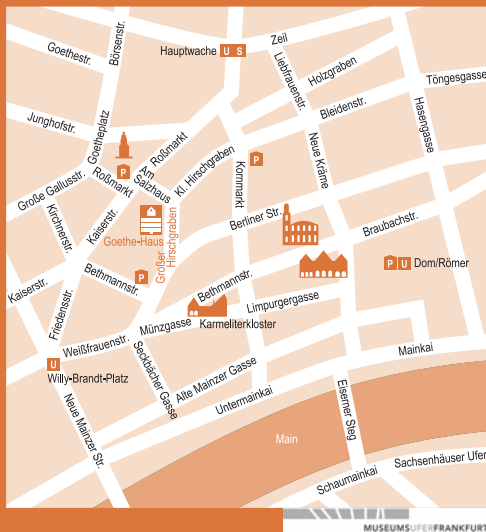 Hauptwache U S
Zeil
Börsenstr.
Goethestr.
Liebfrauenstr.
Holzgraben
Töngesgasse
Bleidenstr.
Hasengasse
Junghofstr.
Goetheplatz
Roßmarkt
Am Salzhaus
Kl. Hirschgraben
P
P
Neue Kräme
Kornmarkt
Große Gallusstr.
Roßmarkt
Kirchnerstr.
Kaiserstr.
Goethe-Haus
Großer
Hirschgraben
Berliner Str.
Braubachstr.
P U Dom/Römer
Bethmannstr.
P
Kaiserstr.
Friedensstr.
Bethmannstr.
Limpurgergasse
Karmeliterkloster
Münzgasse
Weißfrauenstr.
Seckbächer Gasse
Alte Mainzer Gasse
Untermainkai
Mainkai
U
Willy-Brandt-Platz
Neue Mainzer Str.
Eiserner Steg
Main
Schaumainkai
Sachsenhäuser Ufer
MUSEUMSUFERFRANKFURT